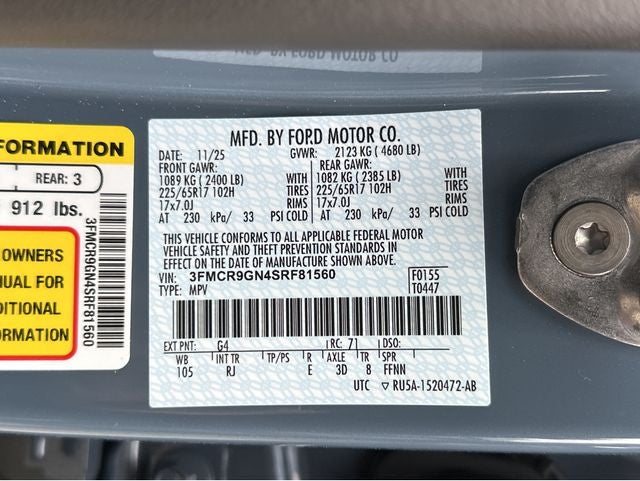 MFD. BY FORD MOTOR CO.
FORMATION
REAR: 3
912 lbs.
OWNERS
NUAL FOR
DITIONAL
FORMATION
3FMCR9GN4SRF81560
MFD. BY FORD MOTOR CO.
DATE: 11/25 GVWR: 2123 KG ( 4680 LB)
FRONT GAWR: REAR GAWR:
1089 KG ( 2400 LB) WITH 1082 KG ( 2385 LB) WITH
225/65R17 102H TIRES 225/65R17 102H TIRES
17x7.0J RIMS 17x7.0J RIMS
AT 230 kPa/ 33 PSI COLD AT 230 kPa/ 33 PSI COLD
THIS VEHICLE CONFORMS TO ALL APPLICABLE FEDERAL MOTOR
VEHICLE SAFETY AND THEFT PREVENTION STANDARDS IN
EFFECT ON THE DATE OF MANUFACTURE SHOWN ABOVE.
VIN: 3FMCR9GN4SRF81560 F0155
TYPE: MPV T0447
EXT PNT: G4 RC: 71 DSO:
WB INT TR TP/PS R AXLE TR SPR
105 RJ E 3D 8 FFNN
UTC ▽ RU5A-1520472-AB